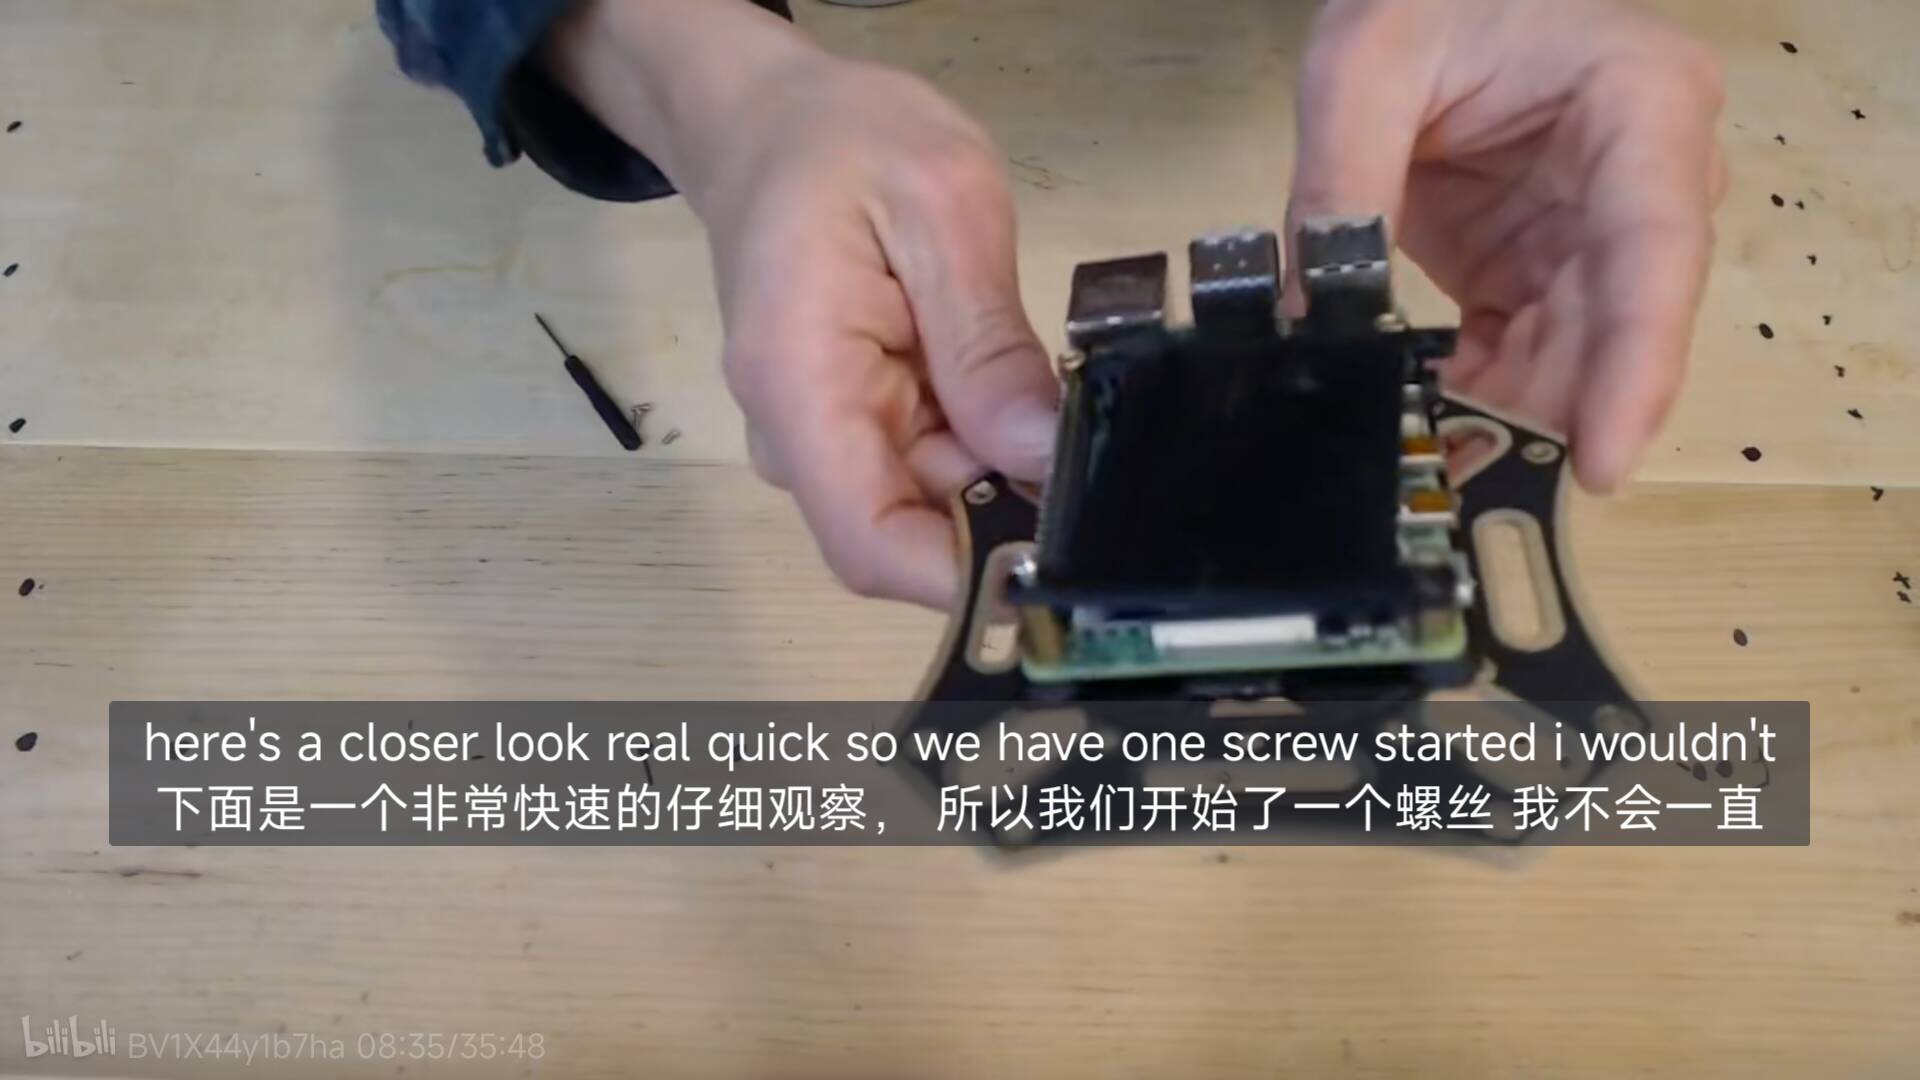 here's a closer look real quick so we have one screw started i wouldn't
下面是一个非常快速的仔细观察， 所以我们开始了一个螺丝 我不会一直
bilibili BV1X44y1b7ha 08:35/35:48